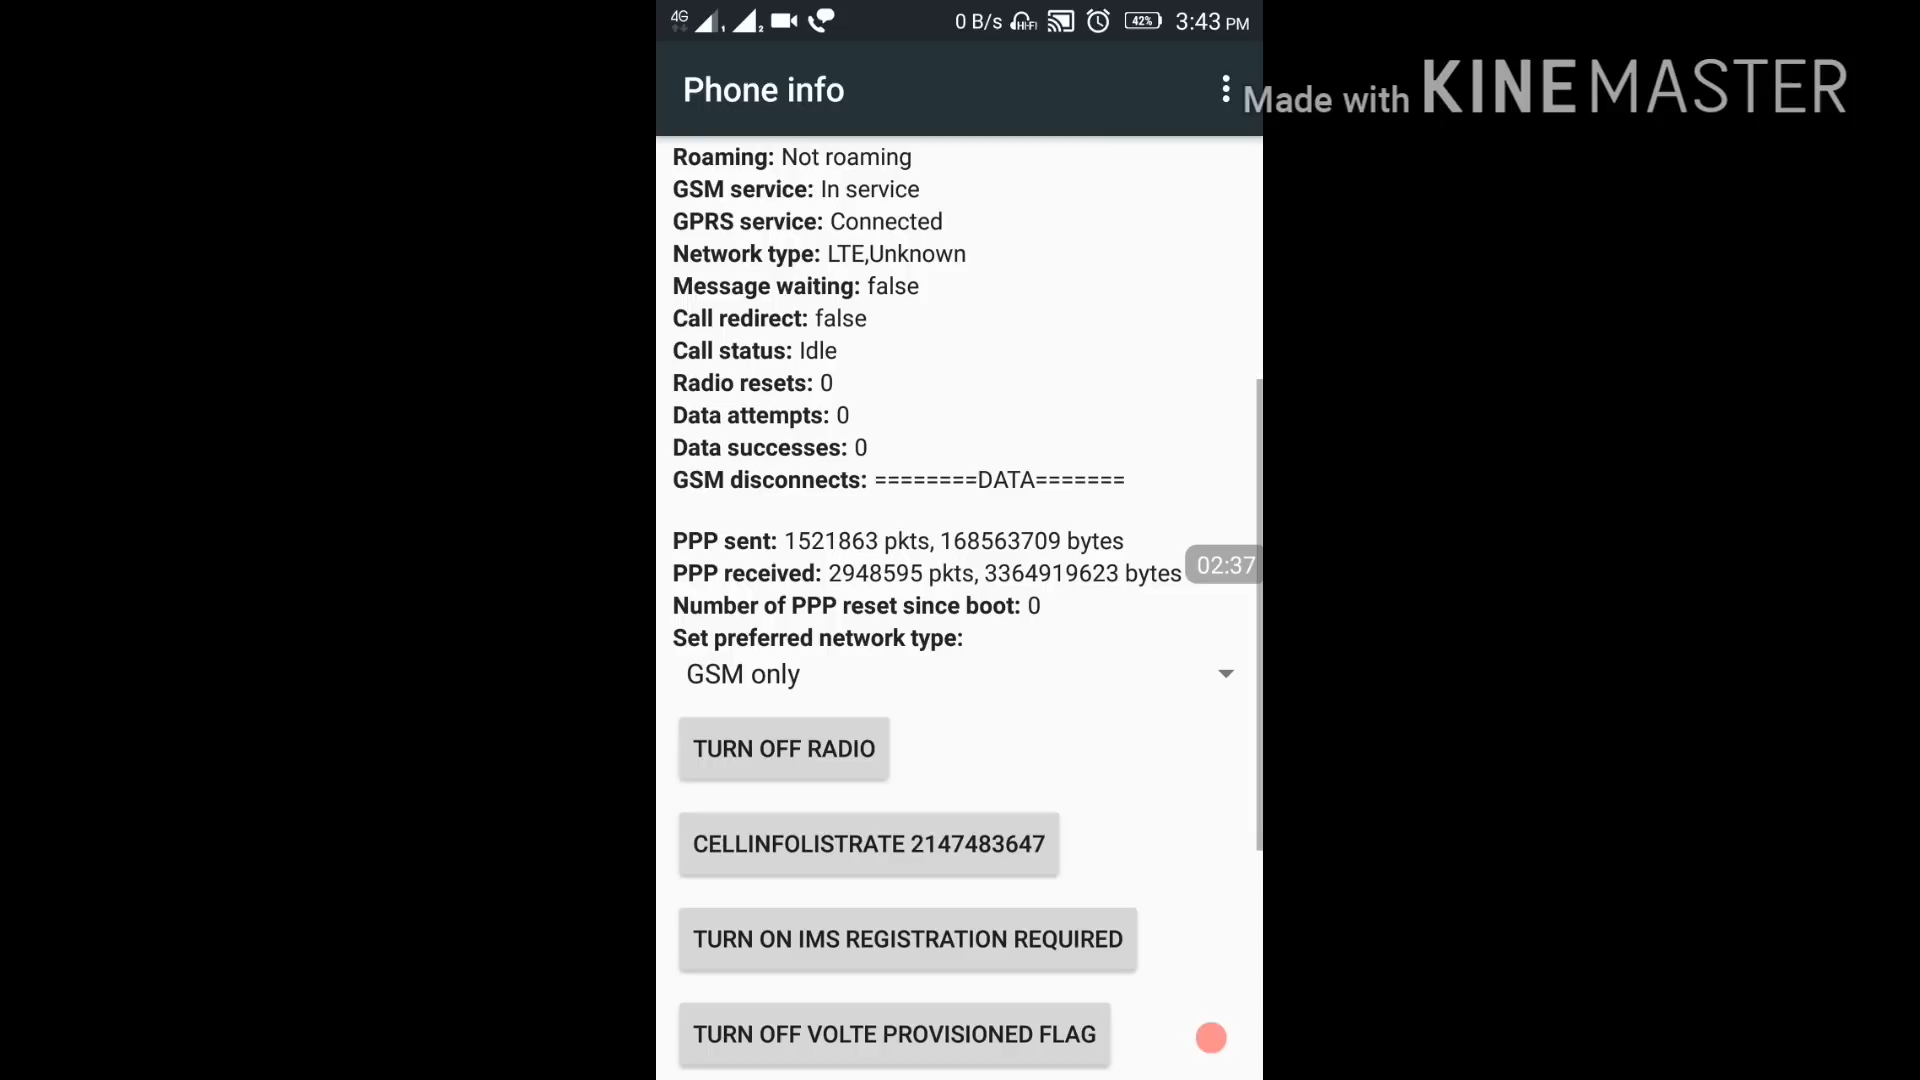 4G 1 2 0 B/s HI-FI 42% 3:43 PM
Phone info
Made with KINEMASTER
Roaming: Not roaming
GSM service: In service
GPRS service: Connected
Network type: LTE,Unknown
Message waiting: false
Call redirect: false
Call status: Idle
Radio resets: 0
Data attempts: 0
Data successes: 0
GSM disconnects: ========DATA=======
PPP sent: 1521863 pkts, 168563709 bytes
PPP received: 2948595 pkts, 3364919623 bytes
02:37
Number of PPP reset since boot: 0
Set preferred network type:
GSM only
TURN OFF RADIO
CELLINFOLISTRATE 2147483647
TURN ON IMS REGISTRATION REQUIRED
TURN OFF VOLTE PROVISIONED FLAG